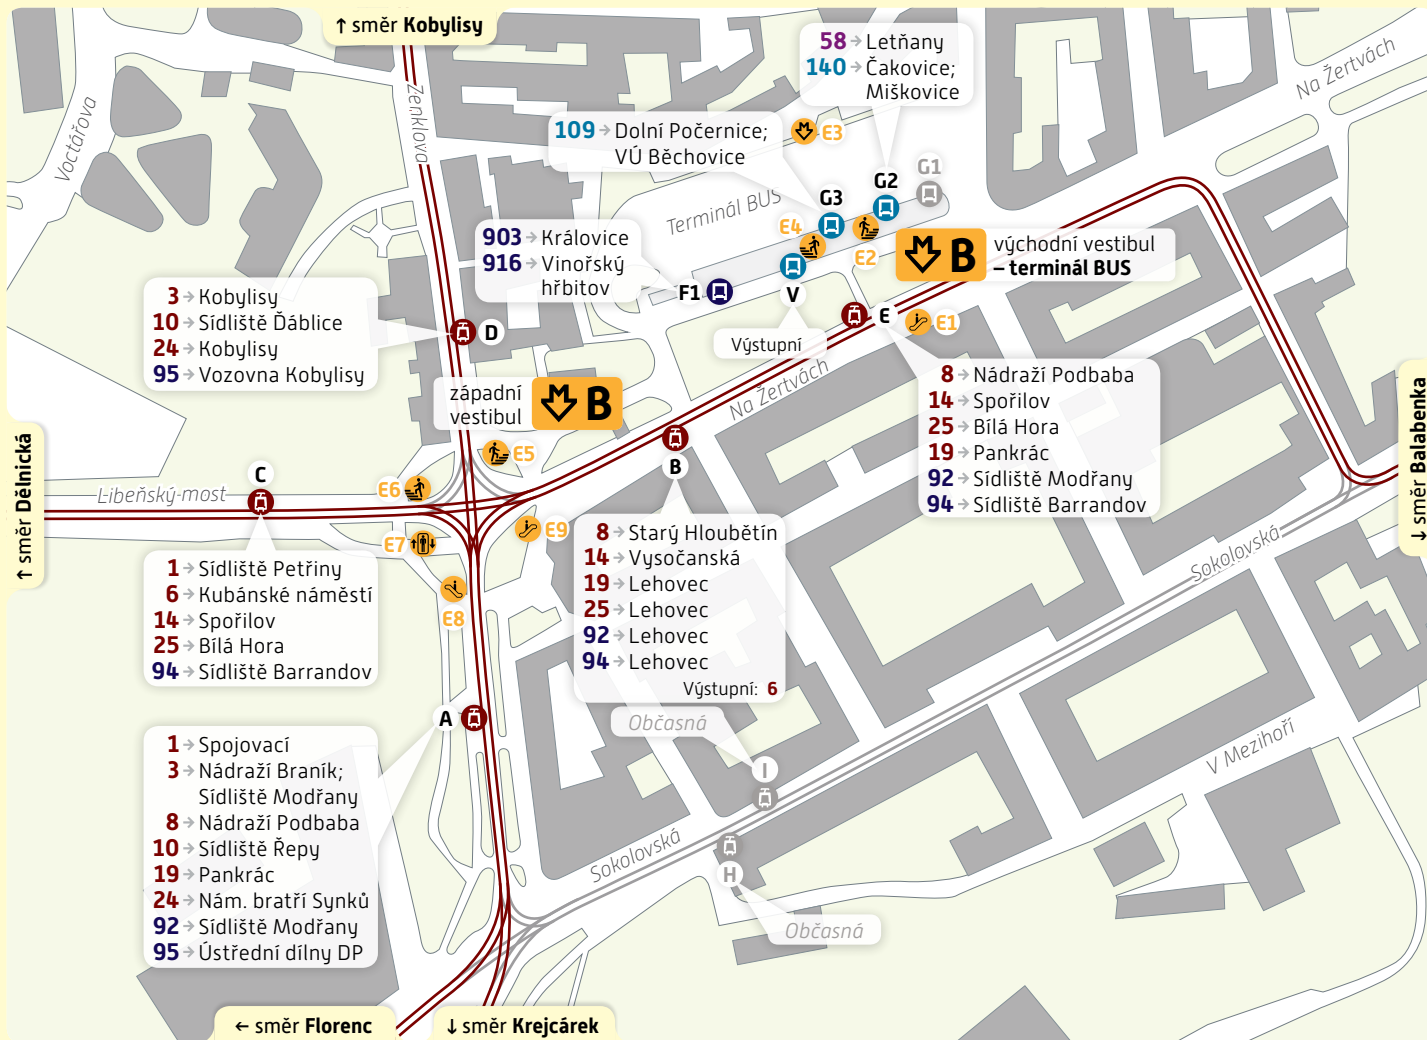 ↑ směr Kobylisy
58 → Letňany
140 → Čakovice;
Miškovice
Na Žertvách
Voctářova
Zenklova
109 → Dolní Počernice;
VÚ Běchovice
E3
G1
G2
G3
Terminál BUS
E4
E2
903 → Královice
916 → Vinořský
hřbitov
B
východní vestibul
– terminál BUS
F1
V
E
E1
3 → Kobylisy
10 → Sídliště Ďáblice
24 → Kobylisy
95 → Vozovna Kobylisy
D
Výstupní
západní
vestibul
B
Na Žertvách
8 → Nádraží Podbaba
14 → Spořilov
25 → Bílá Hora
19 → Pankrác
92 → Sídliště Modřany
94 → Sídliště Barrandov
↓ směr Balabenka
↑ směr Dělnická
E5
B
C
Libeňský most
E6
E7
E9
E8
8 → Starý Hloubětín
14 → Vysočanská
19 → Lehovec
25 → Lehovec
92 → Lehovec
94 → Lehovec
Výstupní: 6
Sokolovská
1 → Sídliště Petřiny
6 → Kubánské náměstí
14 → Spořilov
25 → Bílá Hora
94 → Sídliště Barrandov
A
Občasná
I
V Mezihoří
1 → Spojovací
3 → Nádraží Braník;
Sídliště Modřany
8 → Nádraží Podbaba
10 → Sídliště Řepy
19 → Pankrác
24 → Nám. bratří Synků
92 → Sídliště Modřany
95 → Ústřední dílny DP
Sokolovská
H
Občasná
← směr Florenc
↓ směr Krejcárek